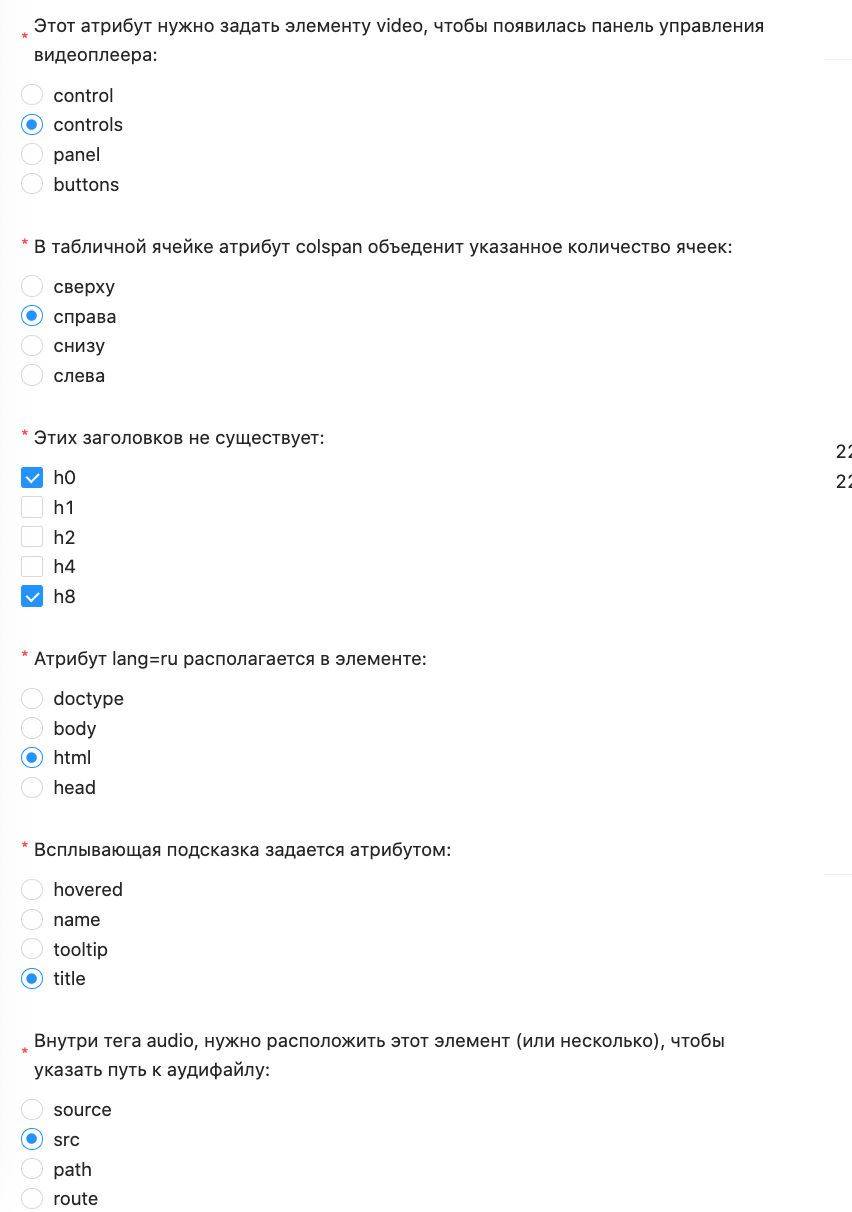 * Этот атрибут нужно задать элементу video, чтобы появилась панель управления
видеоплеера:
control
controls
panel
buttons
* В табличной ячейке атрибут colspan объеденит указанное количество ячеек:
сверху
справа
снизу
слева
* Этих заголовков не существует:
h0
h1
h2
h4
h8
* Атрибут lang=ru располагается в элементе:
doctype
body
html
head
* Всплывающая подсказка задается атрибутом:
hovered
name
tooltip
title
* Внутри тега audio, нужно расположить этот элемент (или несколько), чтобы
указать путь к аудифайлу:
source
src
path
route